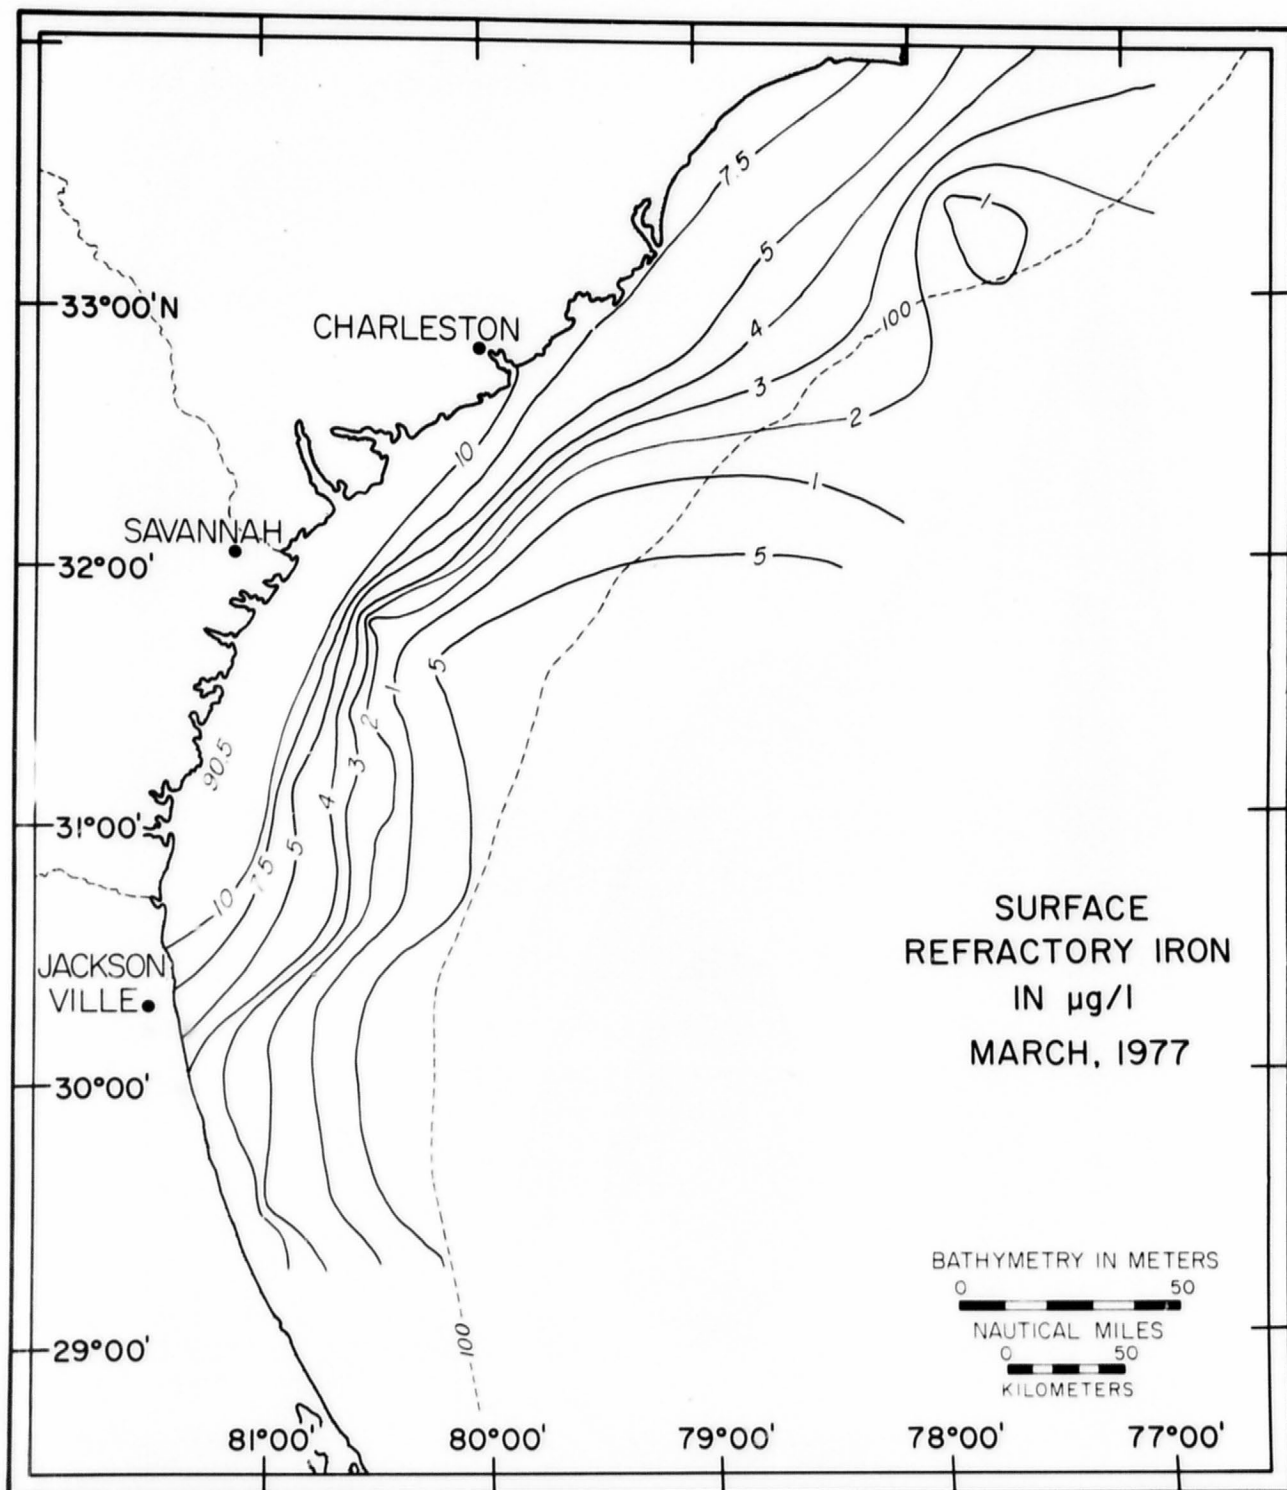 7.5
1
5
33°00'N
100
CHARLESTON
4
3
2
10
1
SAVANNAH
32°00'
5
5
1
2
90.5
3
4
31°00'
5
7.5
10
SURFACE
REFRACTORY IRON
IN µg/l
MARCH, 1977
JACKSON
VILLE
30°00'
BATHYMETRY IN METERS
0 50
NAUTICAL MILES
0 50
KILOMETERS
29°00'
100
81°00' 80°00' 79°00' 78°00' 77°00'